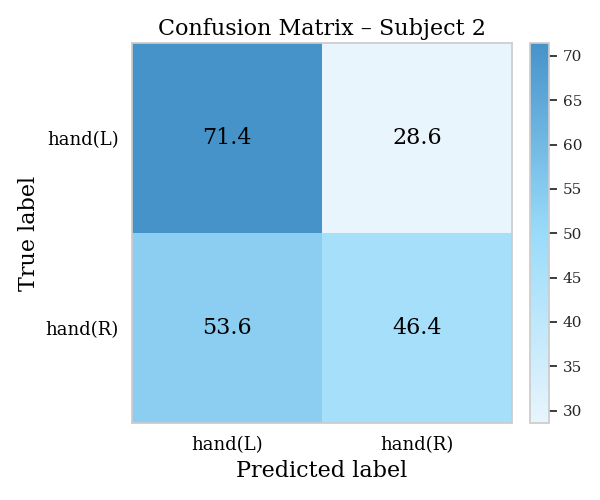 Confusion Matrix – Subject 2
True label
hand(L)
hand(R)
71.4 28.6
53.6 46.4
hand(L) hand(R)
Predicted label
70
65
60
55
50
45
40
35
30